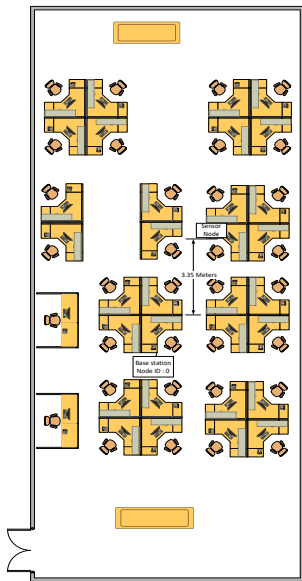 Sensor
Node
3.35 Meters
Base station
Node ID : 0